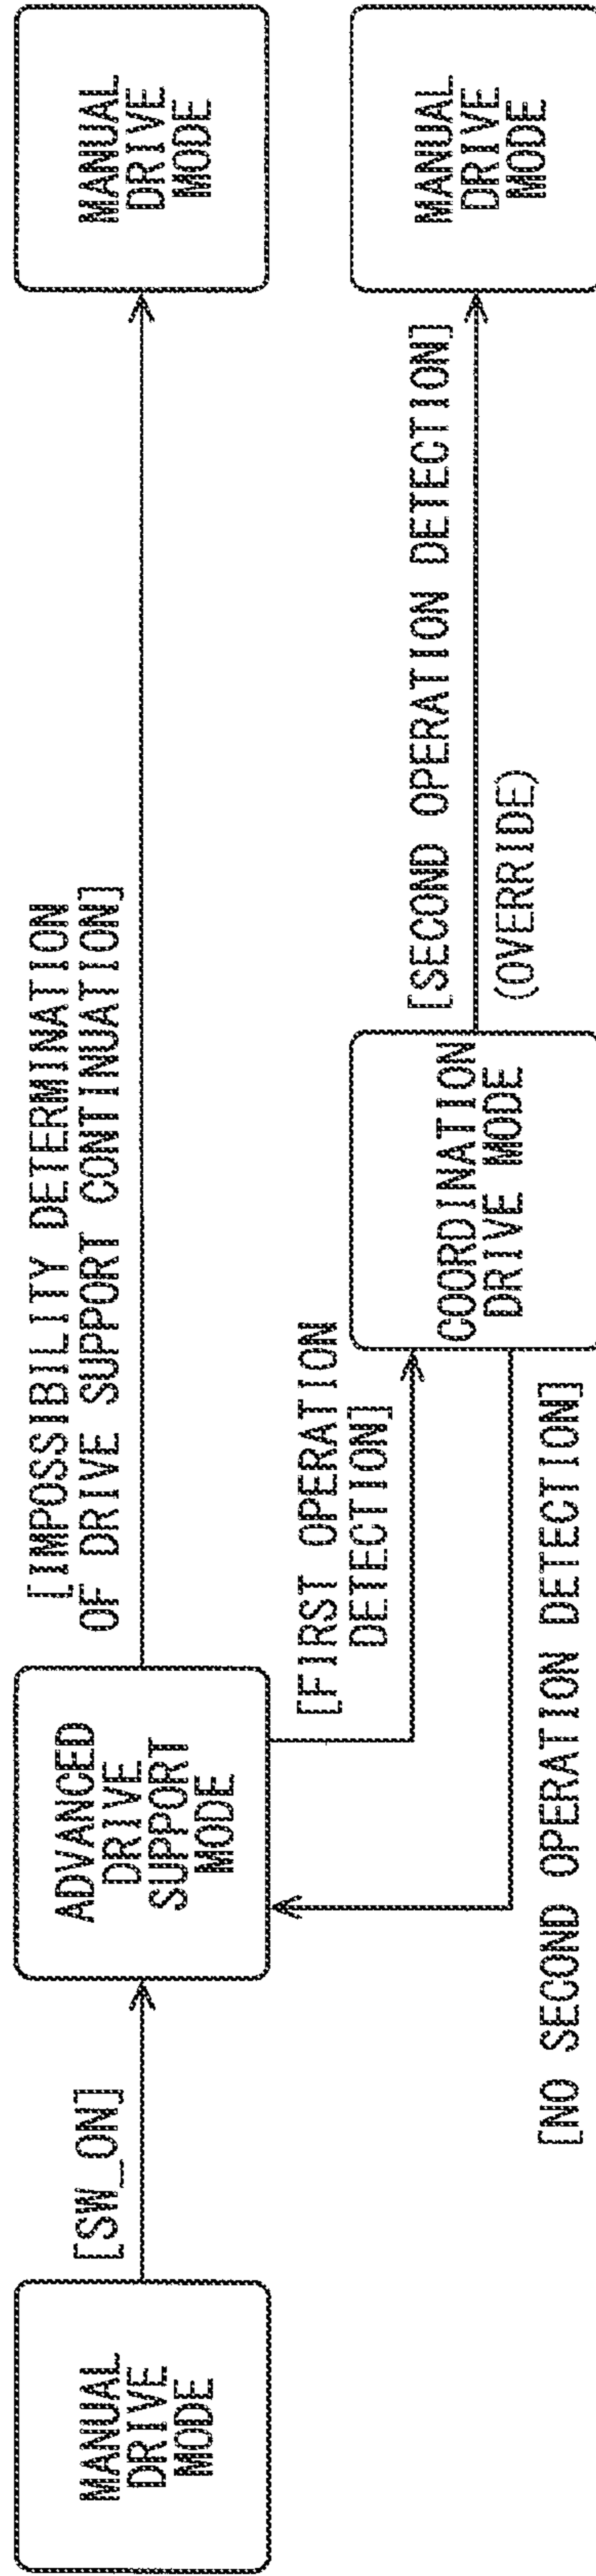 MANUAL
DRIVE
MODE
[SW_ON]
ADVANCED
DRIVE
SUPPORT
MODE
[IMPOSSIBILITY DETERMINATION
OF DRIVE SUPPORT CONTINUATION]
MANUAL
DRIVE
MODE
[FIRST OPERATION
DETECTION]
[NO SECOND OPERATION DETECTION]
COORDINATION
DRIVE MODE
[SECOND OPERATION DETECTION]
(OVERRIDE)
MANUAL
DRIVE
MODE